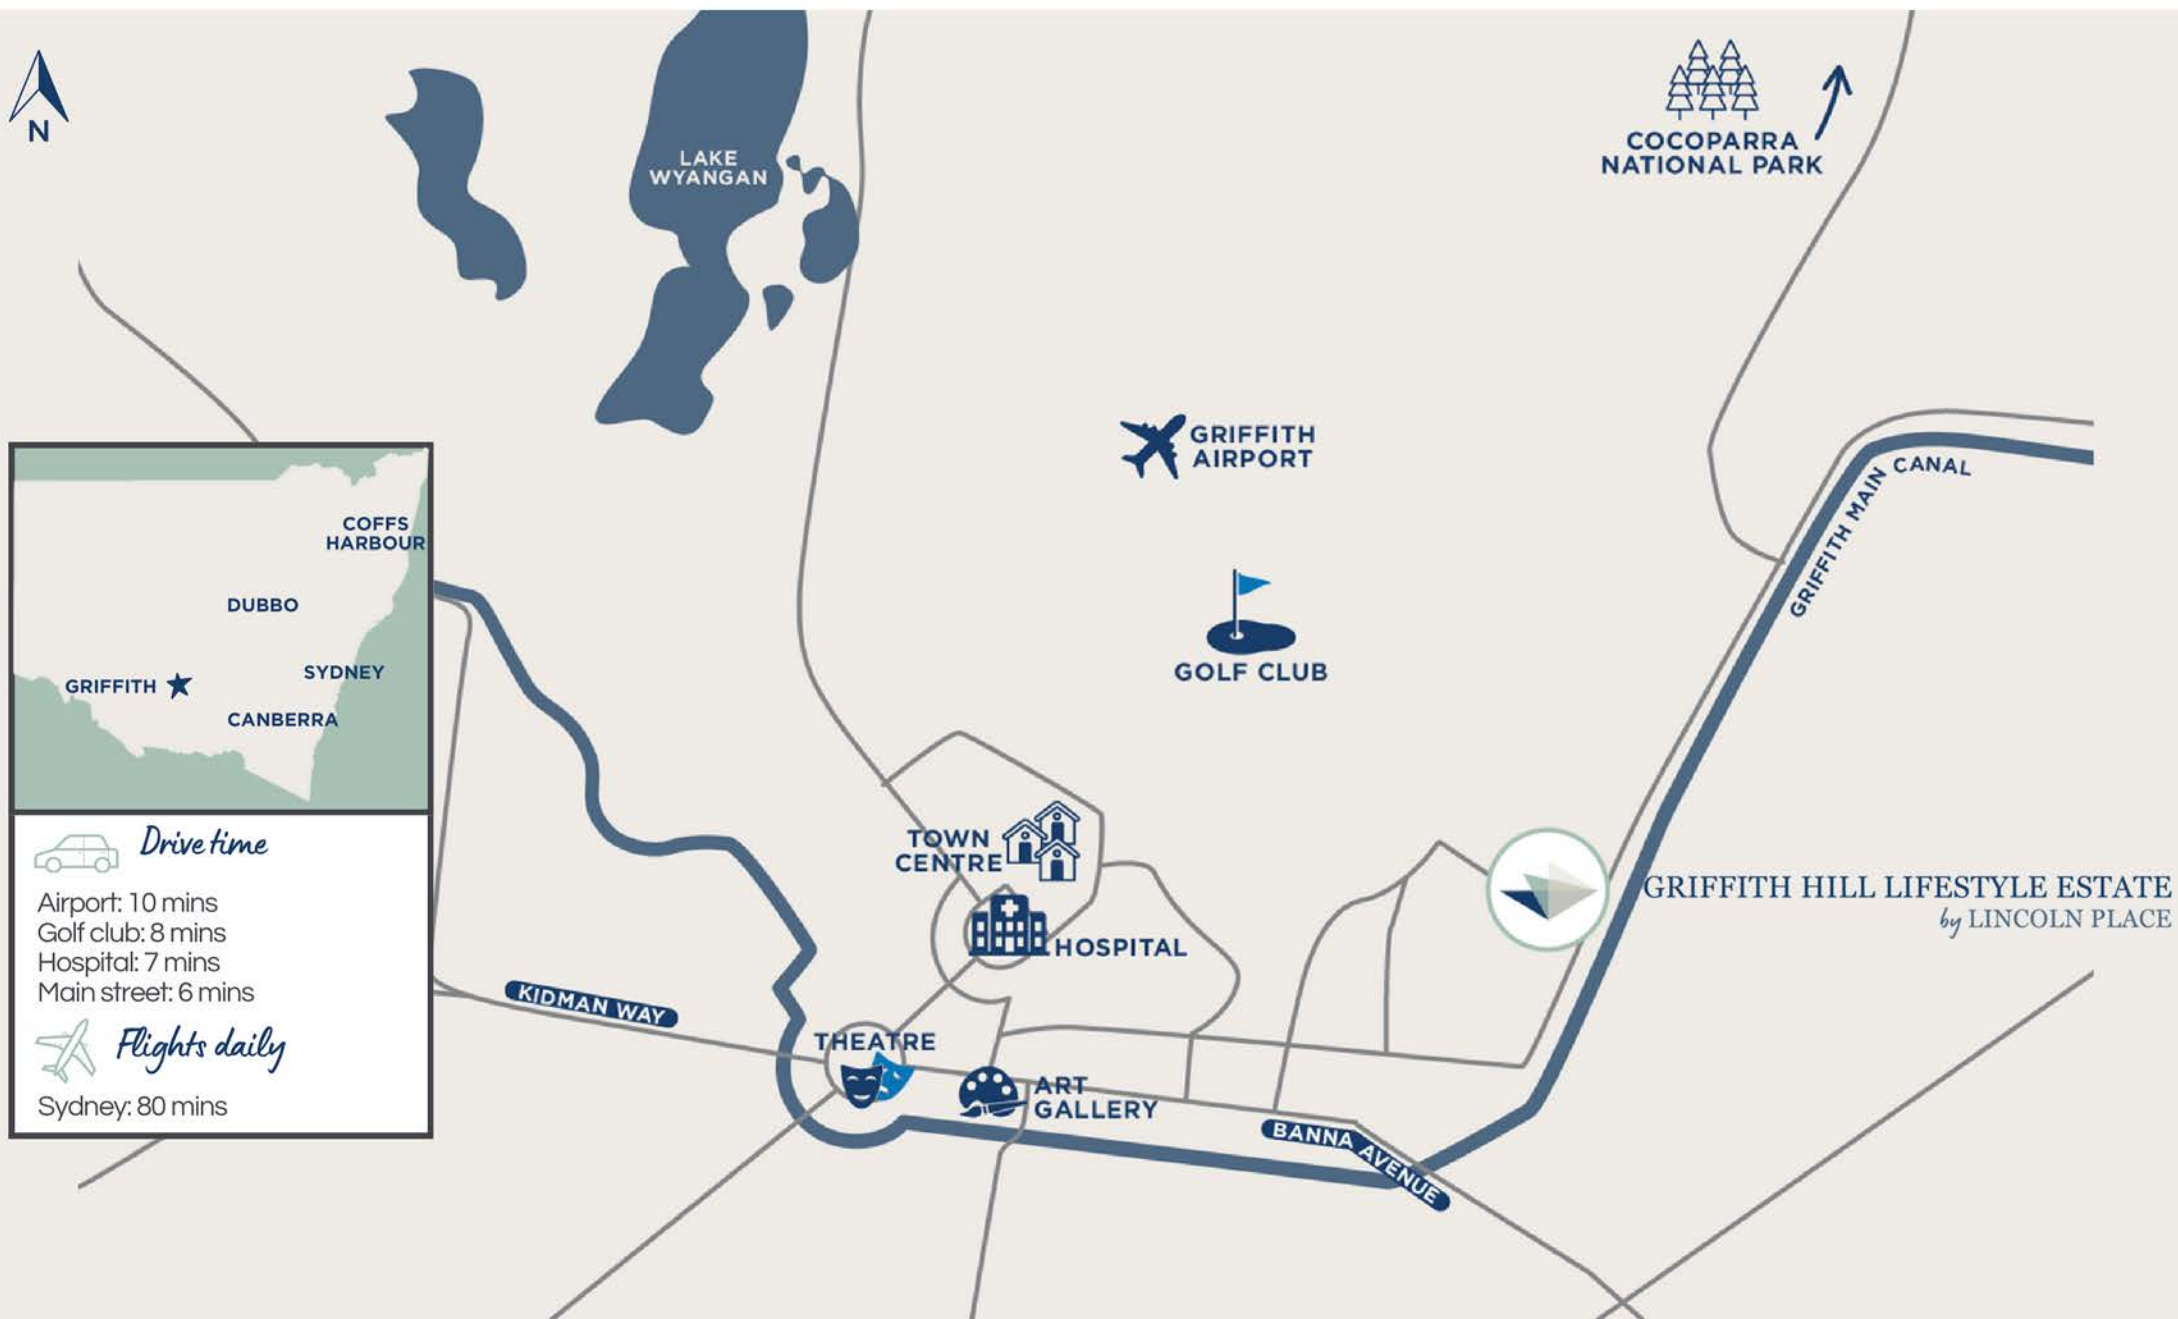 N
LAKE
WYANGAN
COCOPARRA
NATIONAL PARK
GRIFFITH
AIRPORT
GRIFFITH MAIN CANAL
GOLF CLUB
COFFS
HARBOUR
DUBBO
SYDNEY
GRIFFITH
CANBERRA
Drive time
Airport: 10 mins
Golf club: 8 mins
Hospital: 7 mins
Main street: 6 mins
Flights daily
Sydney: 80 mins
TOWN
CENTRE
HOSPITAL
GRIFFITH HILL LIFESTYLE ESTATE
by LINCOLN PLACE
KIDMAN WAY
THEATRE
ART
GALLERY
BANNA AVENUE